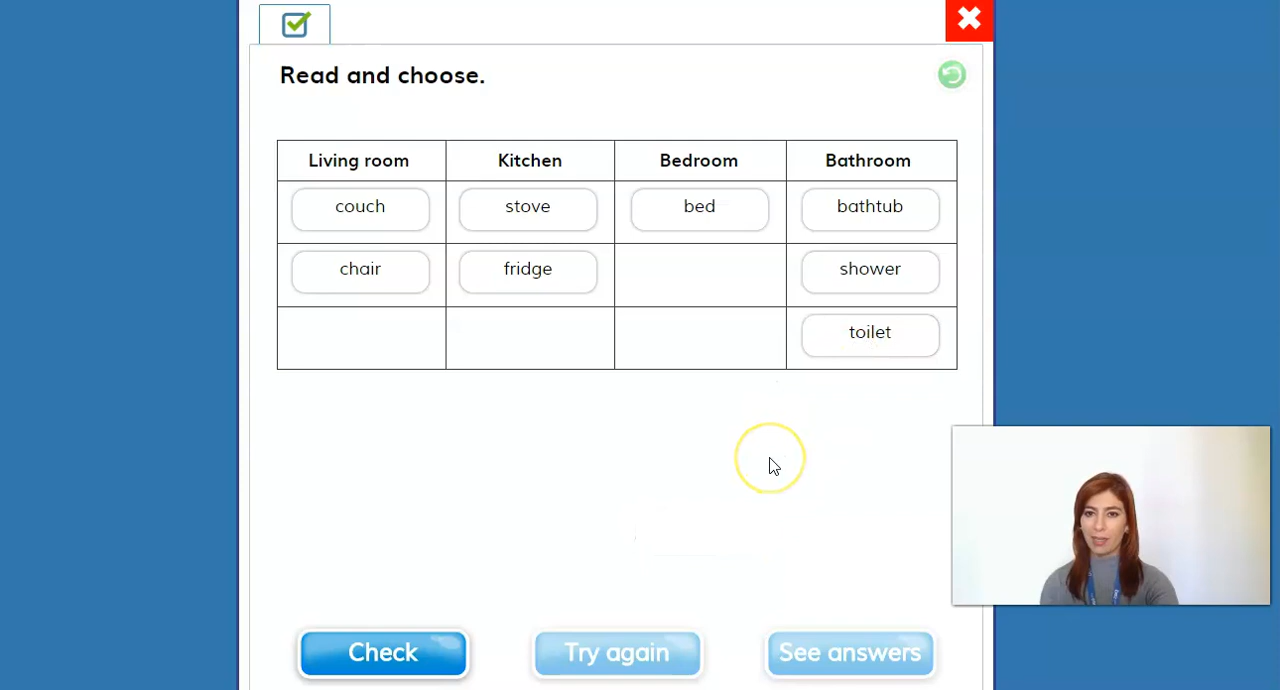 Read and choose.
Living room Kitchen Bedroom Bathroom
couch stove bed bathtub
chair fridge shower
toilet
Check Try again See answers